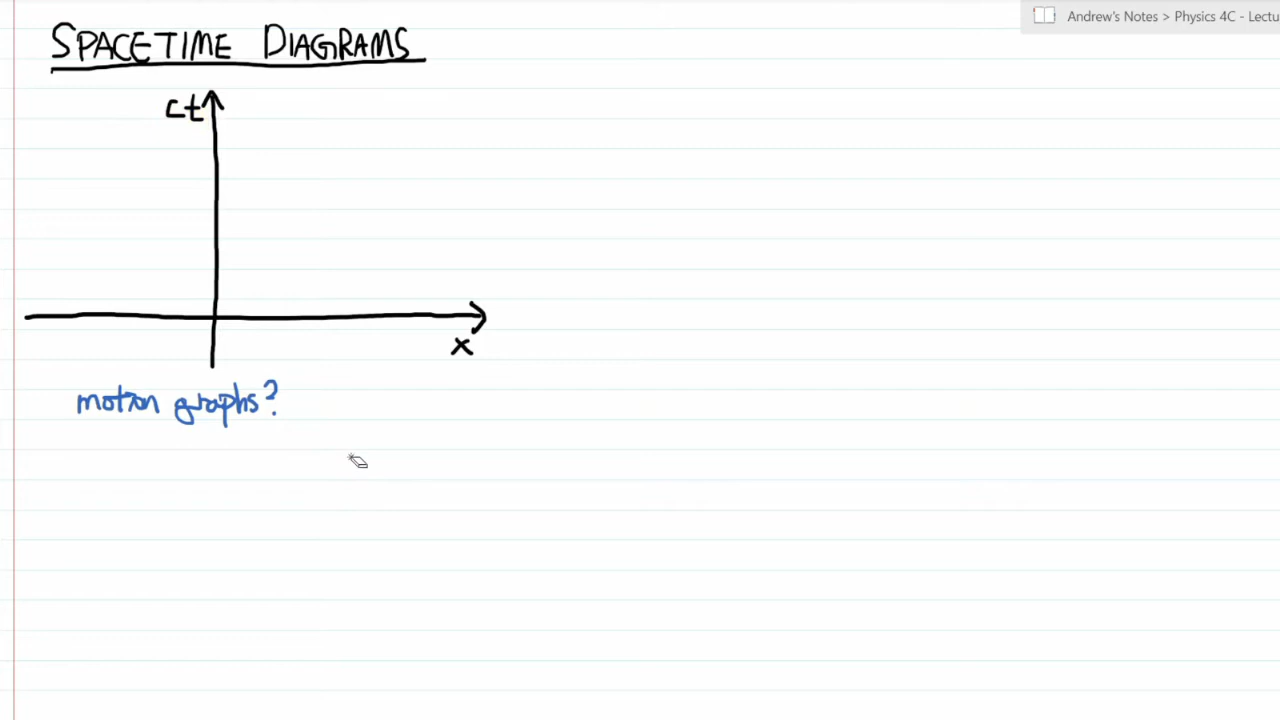 Andrew's Notes > Physics 4C - Lectu
SPACETIME DIAGRAMS
ct
x
motion graphs?